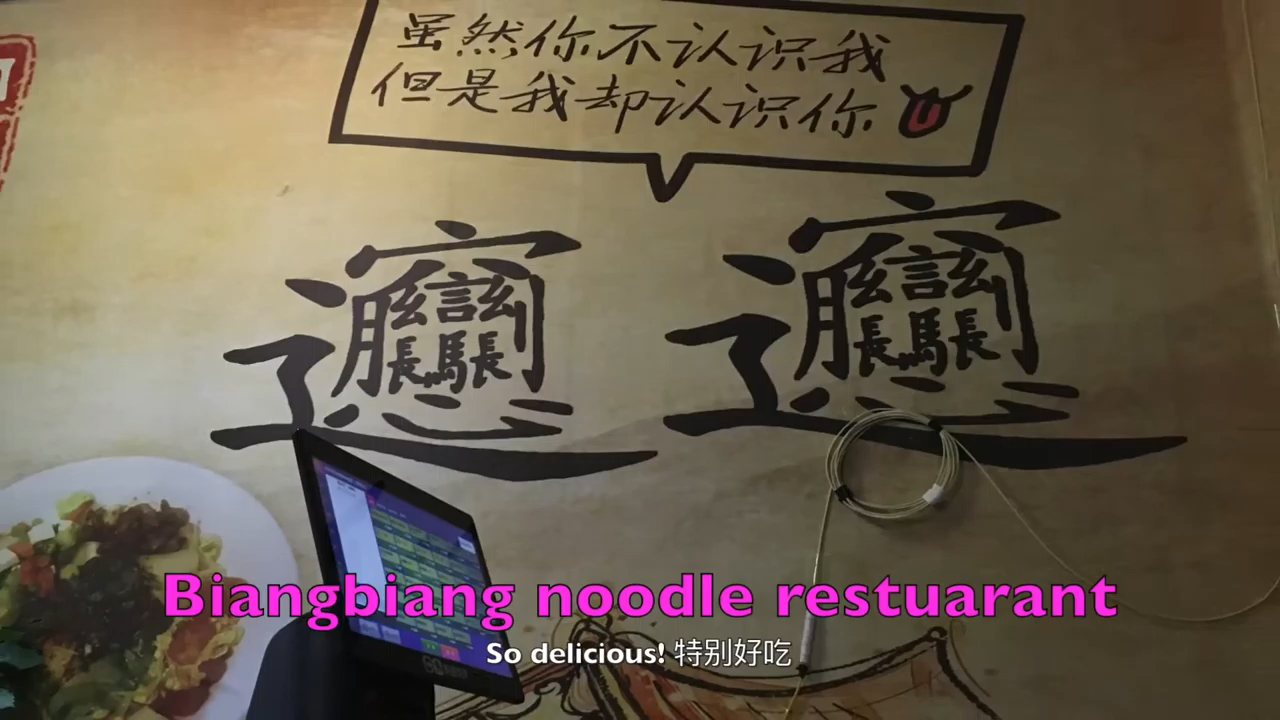 虽然你不认识我
但是我却认识你
𰻞𰻞
Biangbiang noodle restuarant
So delicious! 特别好吃